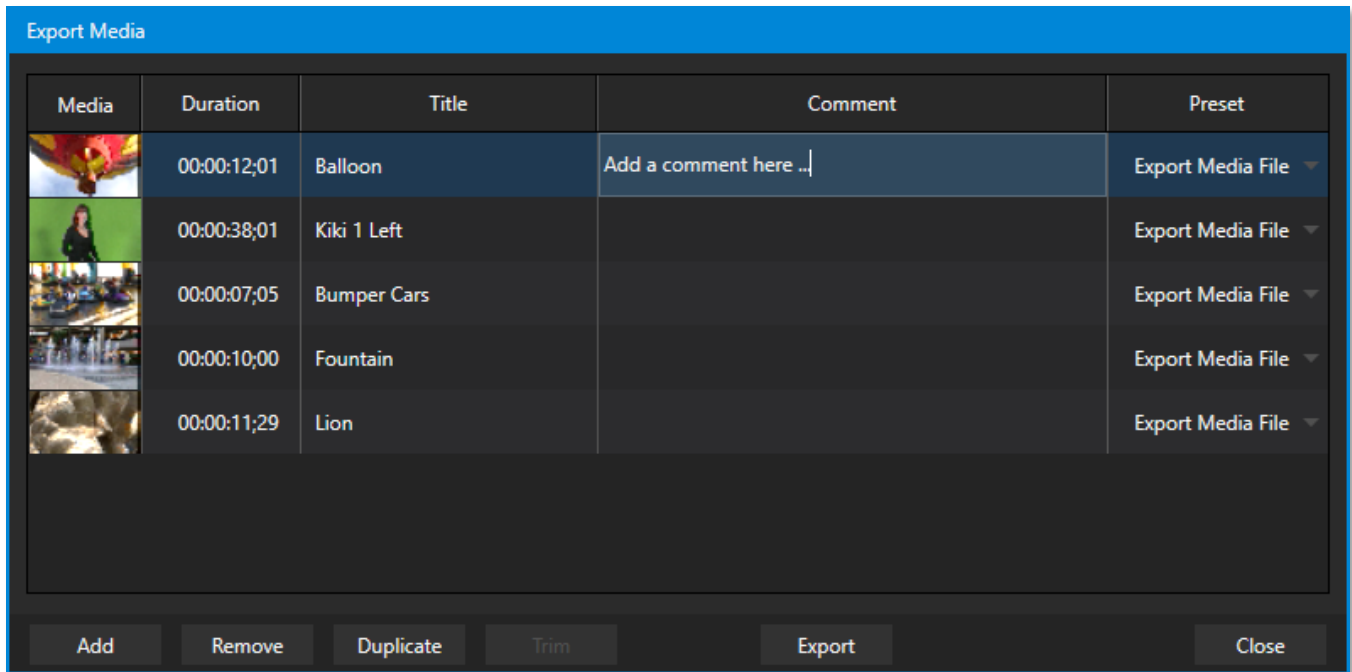 Export Media
Media Duration Title Comment Preset
00:00:12;01 Balloon Add a comment here ... Export Media File
00:00:38;01 Kiki 1 Left Export Media File
00:00:07;05 Bumper Cars Export Media File
00:00:10;00 Fountain Export Media File
00:00:11;29 Lion Export Media File
Add Remove Duplicate Trim Export Close